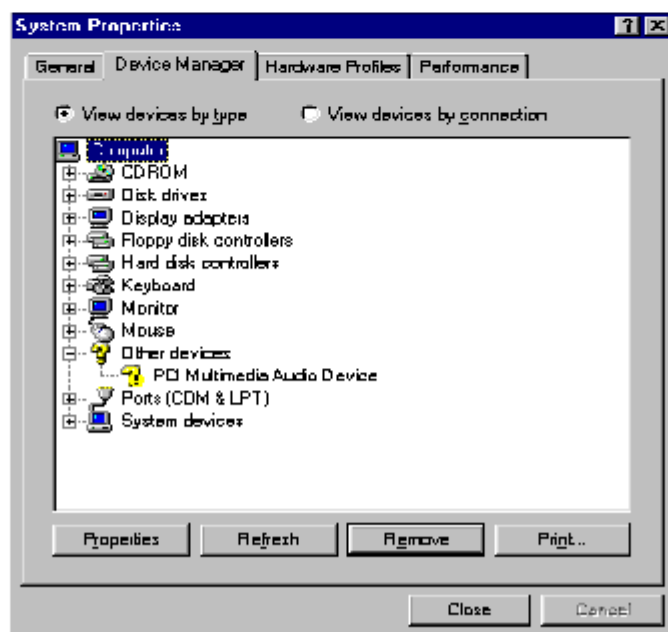 System Properties
General Device Manager Hardware Profiles Performance
View devices by type View devices by connection
Computer
CDROM
Disk drives
Display adapters
Floppy disk controllers
Hard disk controllers
Keyboard
Monitor
Mouse
Other devices
PCI Multimedia Audio Device
Ports (COM & LPT)
System devices
Properties Refresh Remove Print...
Close Cancel